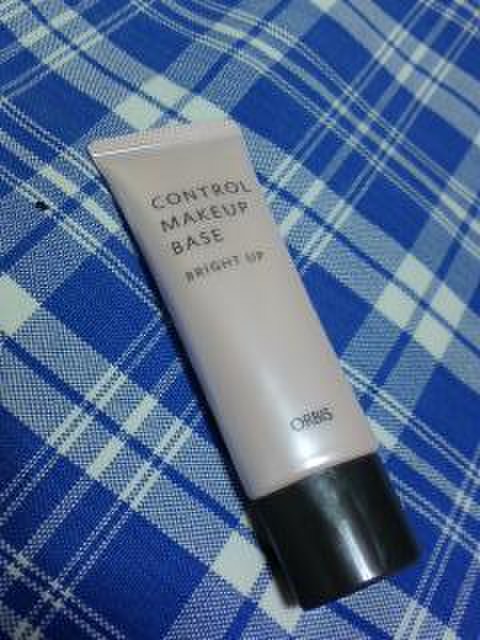 CONTROL
MAKEUP
BASE
BRIGHT UP
ORBIS